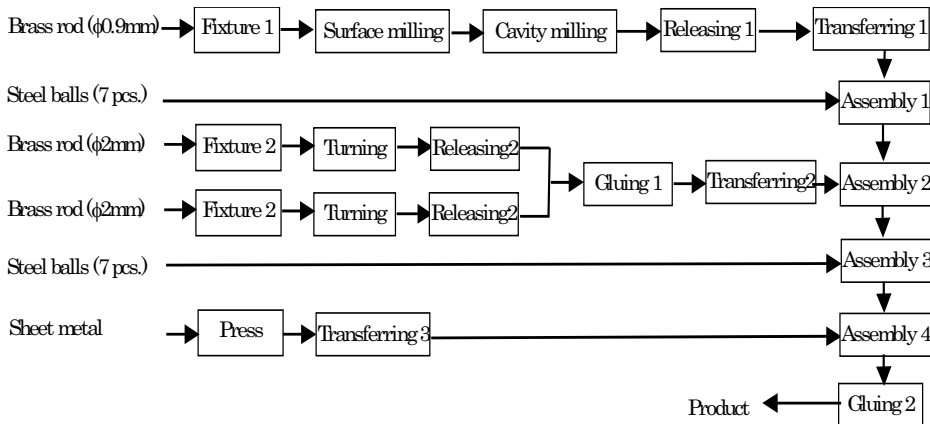 Brass rod (ϕ0.9mm) Fixture 1 Surface milling Cavity milling Releasing 1 Transferring 1
Steel balls (7 pcs.) Assembly 1
Brass rod (ϕ2mm) Fixture 2 Turning Releasing2
Gluing 1 Transferring2 Assembly 2
Brass rod (ϕ2mm) Fixture 2 Turning Releasing2
Steel balls (7 pcs.) Assembly 3
Sheet metal Press Transferring 3 Assembly 4
Product Gluing 2